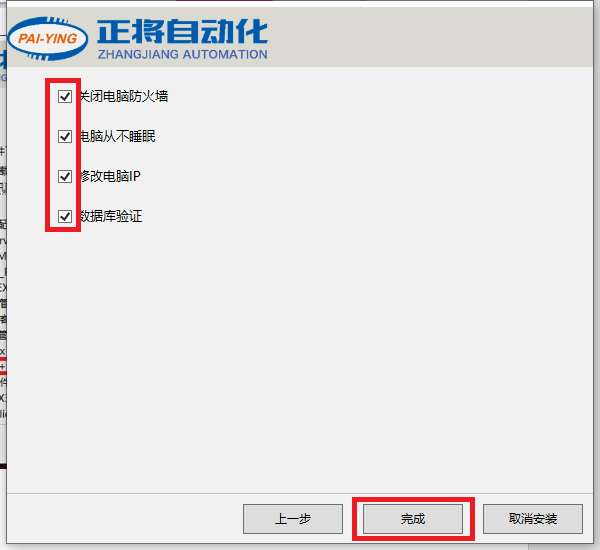 PAI-YING
正将自动化
ZHANGJIANG AUTOMATION
关闭电脑防火墙
电脑从不睡眠
修改电脑IP
数据库验证
上一步
完成
取消安装